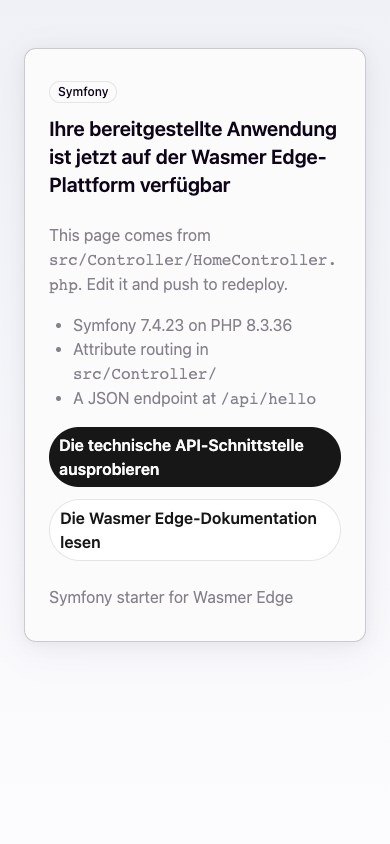 Symfony
Ihre bereitgestellte Anwendung
ist jetzt auf der Wasmer Edge-
Plattform verfügbar
This page comes from
src/Controller/HomeController.
php. Edit it and push to redeploy.
• Symfony 7.4.23 on PHP 8.3.36
• Attribute routing in
src/Controller/
• A JSON endpoint at /api/hello
Die technische API-Schnittstelle
ausprobieren
Die Wasmer Edge-Dokumentation
lesen
Symfony starter for Wasmer Edge